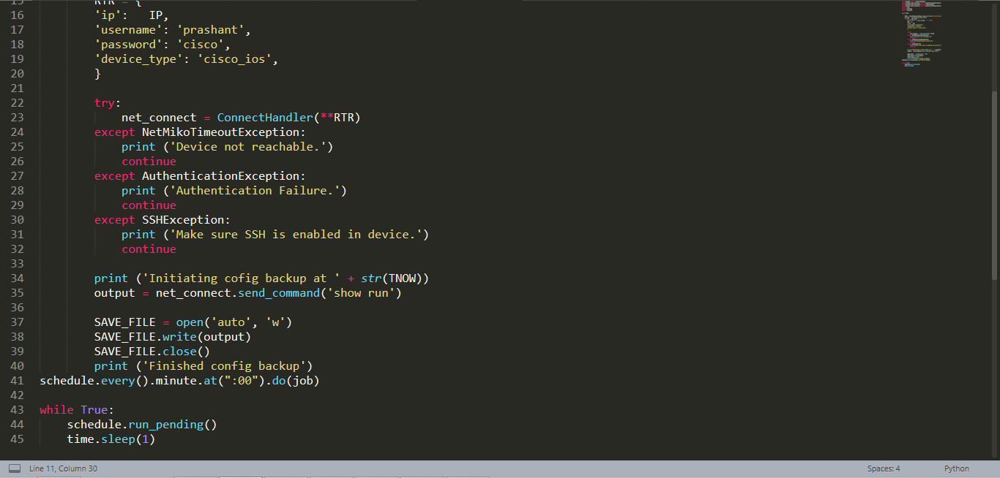 15 RTR = {
16 'ip':   IP,
17 'username': 'prashant',
18 'password': 'cisco',
19 'device_type': 'cisco_ios',
20 }
21
22 try:
23 net_connect = ConnectHandler(**RTR)
24 except NetMikoTimeoutException:
25 print ('Device not reachable.')
26 continue
27 except AuthenticationException:
28 print ('Authentication Failure.')
29 continue
30 except SSHException:
31 print ('Make sure SSH is enabled in device.')
32 continue
33
34 print ('Initiating cofig backup at ' + str(TNOW))
35 output = net_connect.send_command('show run')
36
37 SAVE_FILE = open('auto', 'w')
38 SAVE_FILE.write(output)
39 SAVE_FILE.close()
40 print ('Finished config backup')
41 schedule.every().minute.at(":00").do(job)
42
43 while True:
44 schedule.run_pending()
45 time.sleep(1)
Line 11, Column 30 Spaces: 4 Python